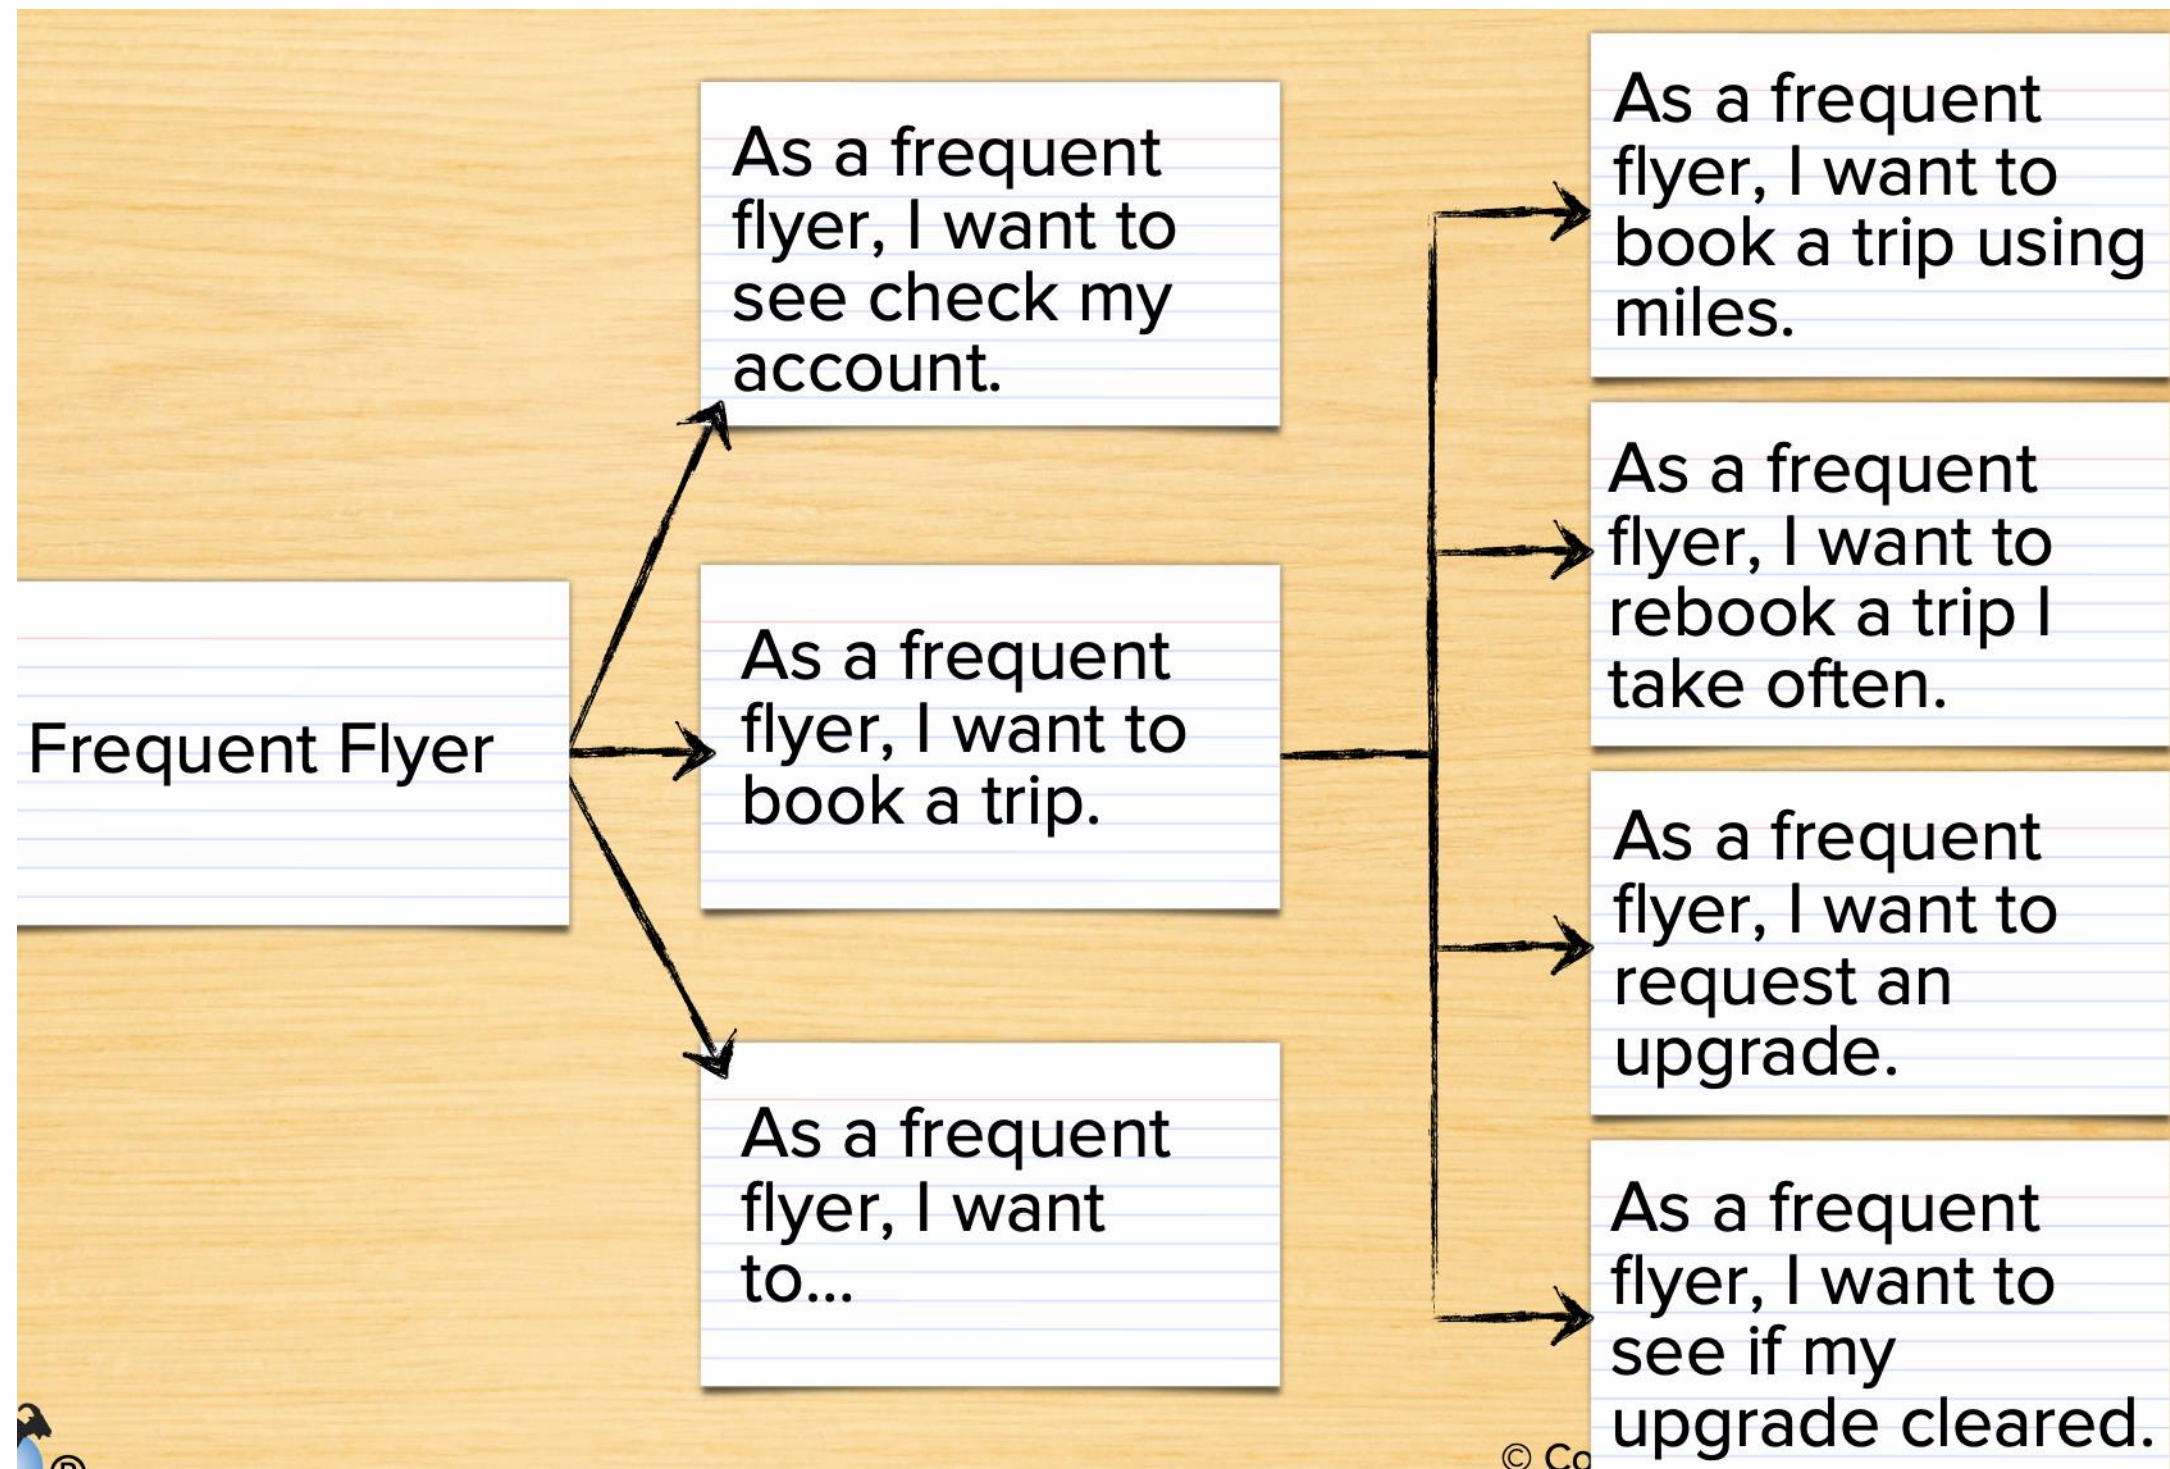 Frequent Flyer
As a frequent
flyer, I want to
see check my
account.
As a frequent
flyer, I want to
book a trip.
As a frequent
flyer, I want
to...
As a frequent
flyer, I want to
book a trip using
miles.
As a frequent
flyer, I want to
rebook a trip I
take often.
As a frequent
flyer, I want to
request an
upgrade.
As a frequent
flyer, I want to
see if my
upgrade cleared.
®
© Co